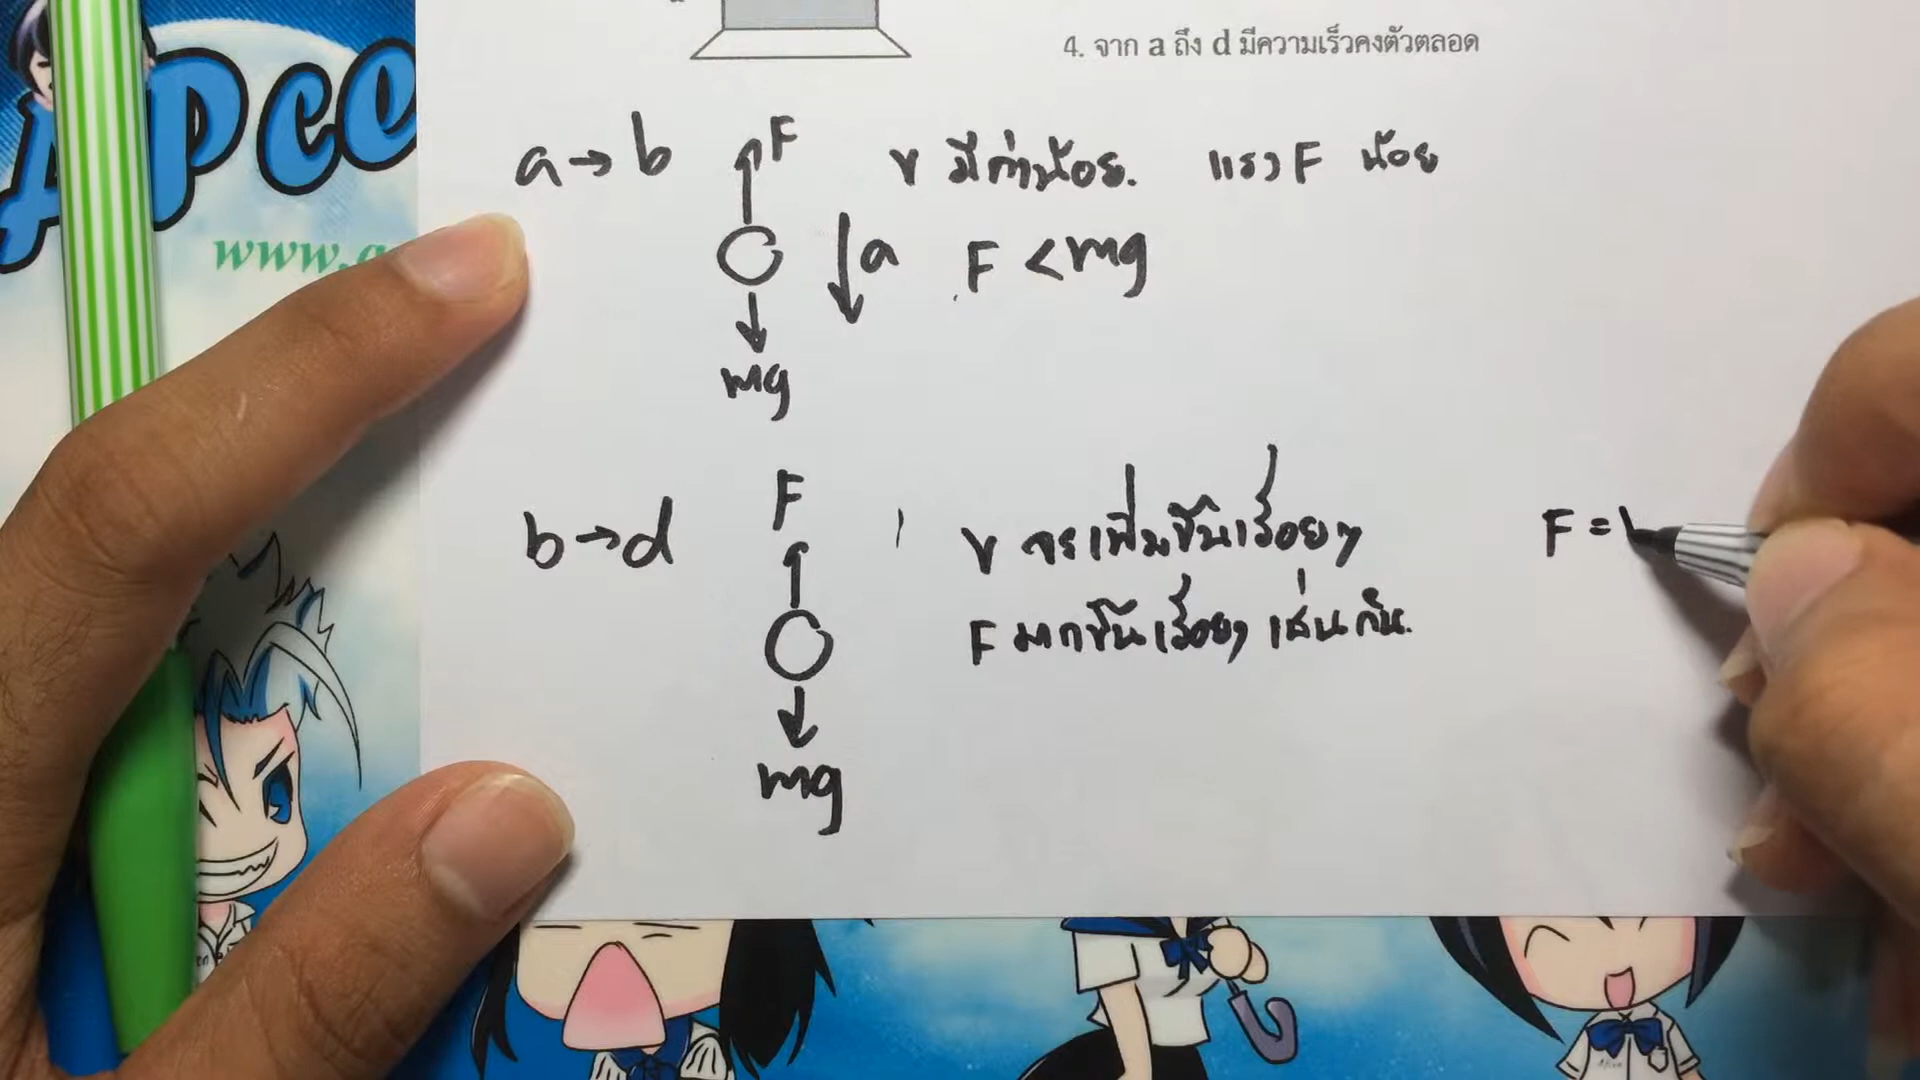 4. จาก a ถึง d มีความเร็วคงตัวตลอด
APCC
www.a
a → b F v มีค่าน้อย. แรง F น้อย
a F < mg
mg
b → d F v จะเพิ่มขึ้นเรื่อยๆ F =
F มากขึ้นเรื่อยๆ เช่นกัน.
mg